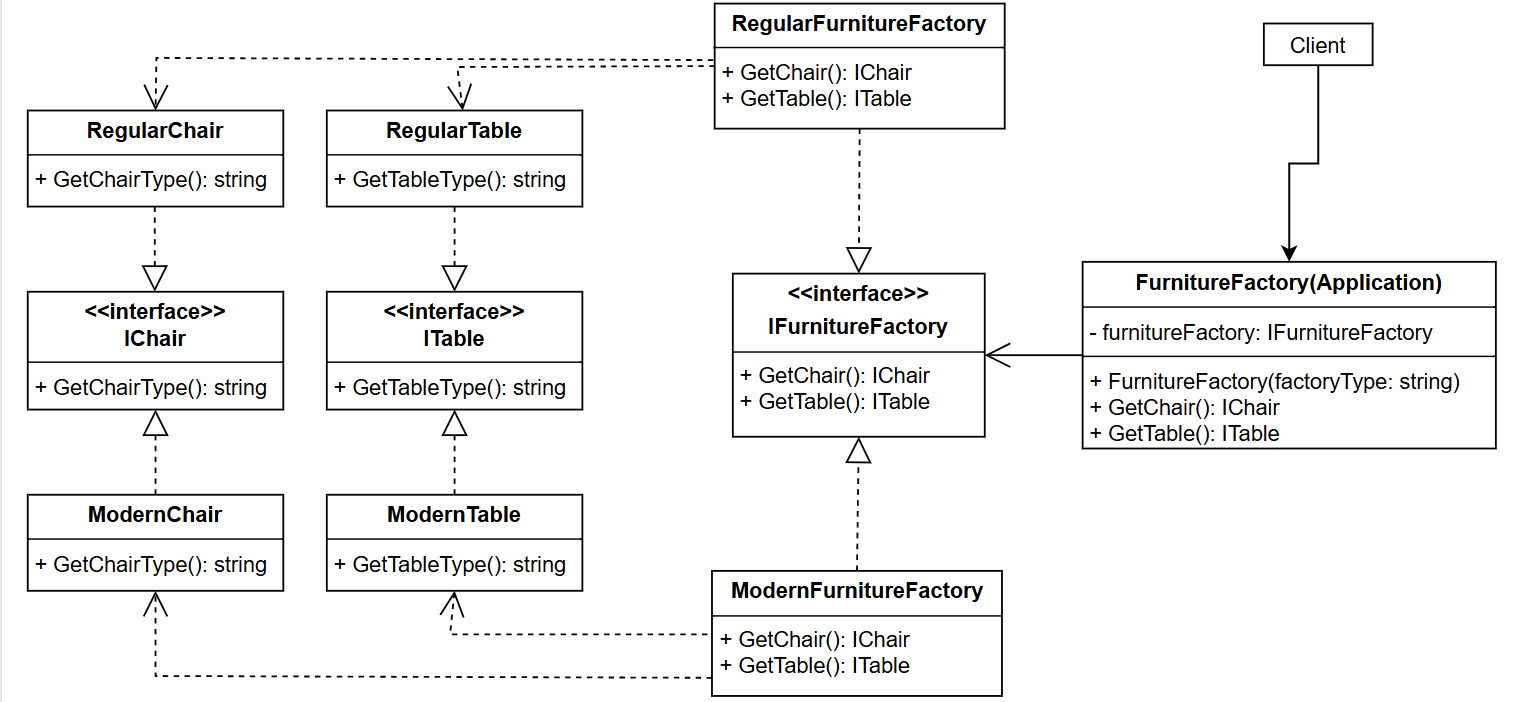 RegularFurnitureFactory
+ GetChair(): IChair
+ GetTable(): ITable
Client
RegularChair
+ GetChairType(): string
RegularTable
+ GetTableType(): string
<<interface>>
IChair
+ GetChairType(): string
<<interface>>
ITable
+ GetTableType(): string
<<interface>>
IFurnitureFactory
+ GetChair(): IChair
+ GetTable(): ITable
FurnitureFactory(Application)
- furnitureFactory: IFurnitureFactory
+ FurnitureFactory(factoryType: string)
+ GetChair(): IChair
+ GetTable(): ITable
ModernChair
+ GetChairType(): string
ModernTable
+ GetTableType(): string
ModernFurnitureFactory
+ GetChair(): IChair
+ GetTable(): ITable